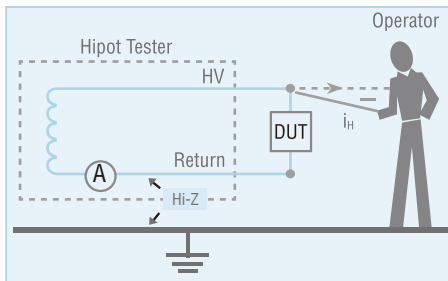 Operator
Hipot Tester
HV
DUT
iH
A
Return
Hi-Z